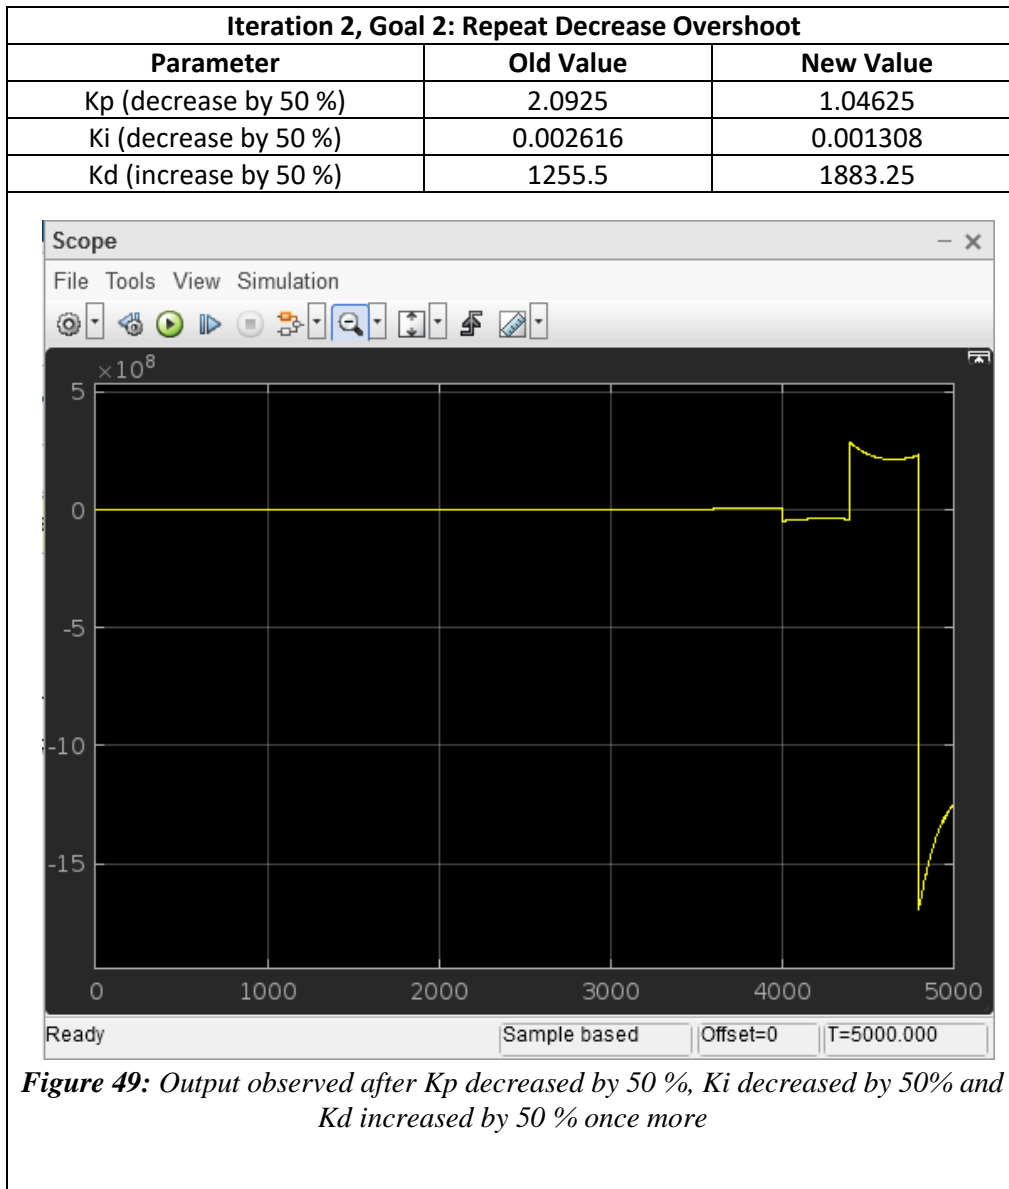 Iteration 2, Goal 2: Repeat Decrease Overshoot
Parameter Old Value New Value
Kp (decrease by 50 %) 2.0925 1.04625
Ki (decrease by 50 %) 0.002616 0.001308
Kd (increase by 50 %) 1255.5 1883.25
Scope
File Tools View Simulation
×10^8
5
0
-5
-10
-15
0 1000 2000 3000 4000 5000
Ready Sample based Offset=0 T=5000.000
Figure 49: Output observed after Kp decreased by 50 %, Ki decreased by 50% and
Kd increased by 50 % once more